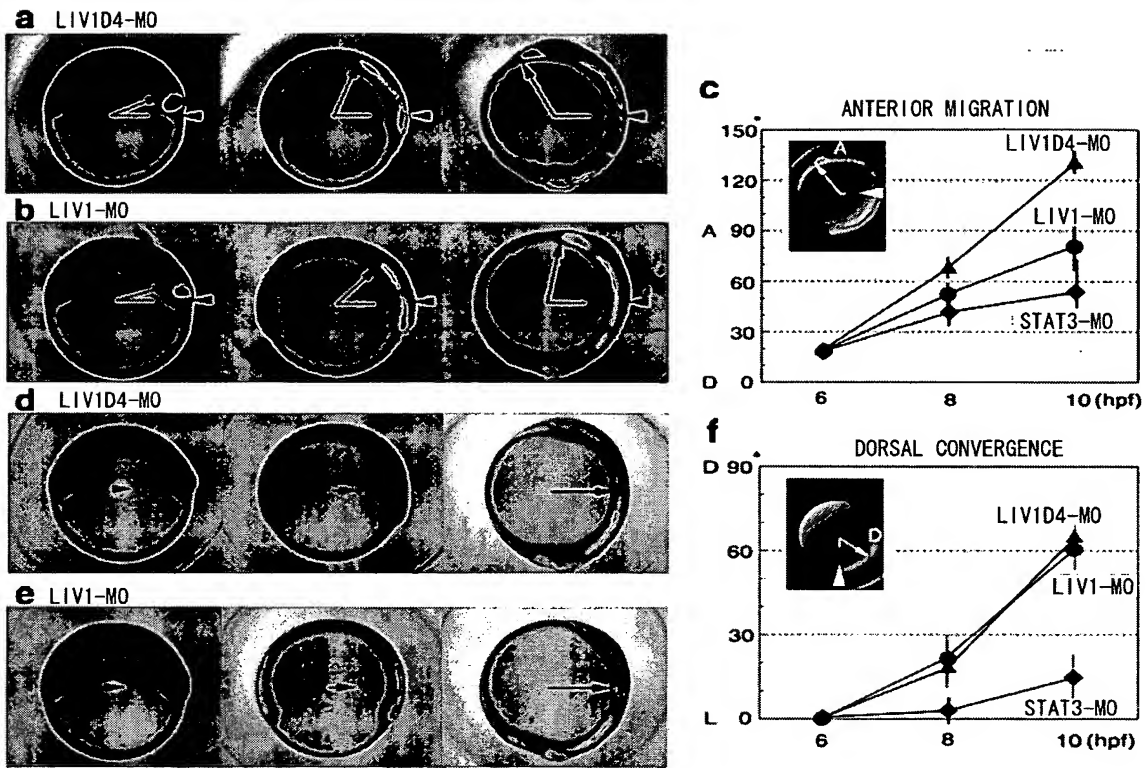 a LIV1D4-MO
b LIV1-MO
d LIV1D4-MO
e LIV1-MO
c ANTERIOR MIGRATION
150°
120
A 90
60
30
D 0
6 8 10 (hpf)
A
LIV1D4-MO
LIV1-MO
STAT3-MO
f DORSAL CONVERGENCE
D 90°
60
30
L 0
6 8 10 (hpf)
D
LIV1D4-MO
LIV1-MO
STAT3-MO